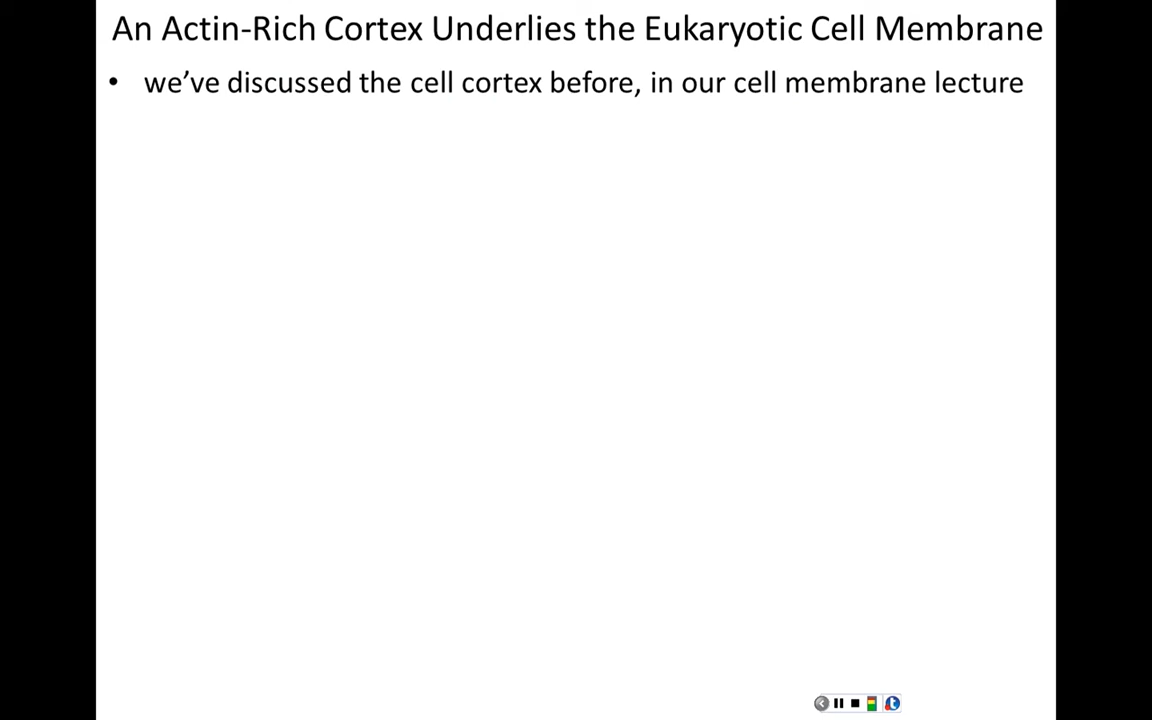 An Actin-Rich Cortex Underlies the Eukaryotic Cell Membrane
• we’ve discussed the cell cortex before, in our cell membrane lecture